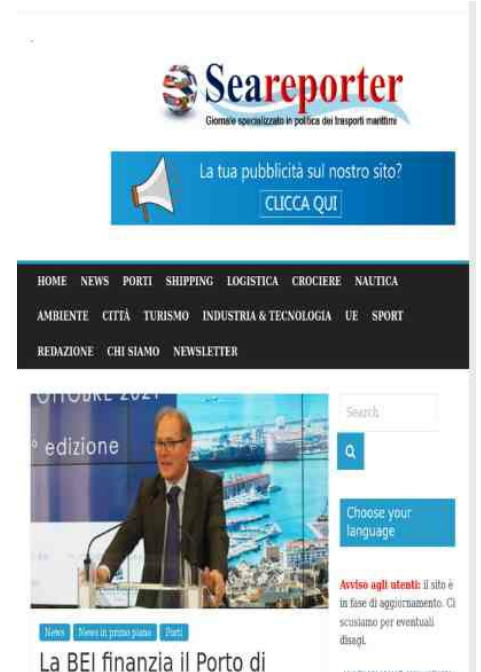 Seareporter
Giornale specializzato in politica dei trasporti marittimi
La tua pubblicità sul nostro sito?
CLICCA QUI
HOME NEWS PORTI SHIPPING LOGISTICA CROCIERE NAUTICA
AMBIENTE CITTÀ TURISMO INDUSTRIA & TECNOLOGIA UE SPORT
REDAZIONE CHI SIAMO NEWSLETTER
OTTOBRE 2021
edizione
News News in primo piano Porti
La BEI finanzia il Porto di
Search
Choose your
language
Avviso agli utenti: il sito è
in fase di aggiornamento. Ci
scusiamo per eventuali
disagi.